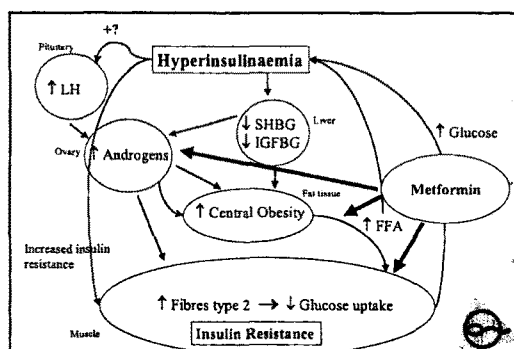 +?
Pituitary
Hyperinsulinaemia
↑ LH
↓ SHBG
↓ IGFBG
Liver
↑ Glucose
Ovary
↑ Androgens
Metformin
Fat tissue
↑ Central Obesity
↑ FFA
Increased insulin
resistance
↑ Fibres type 2 → ↓ Glucose uptake
Muscle
Insulin Resistance